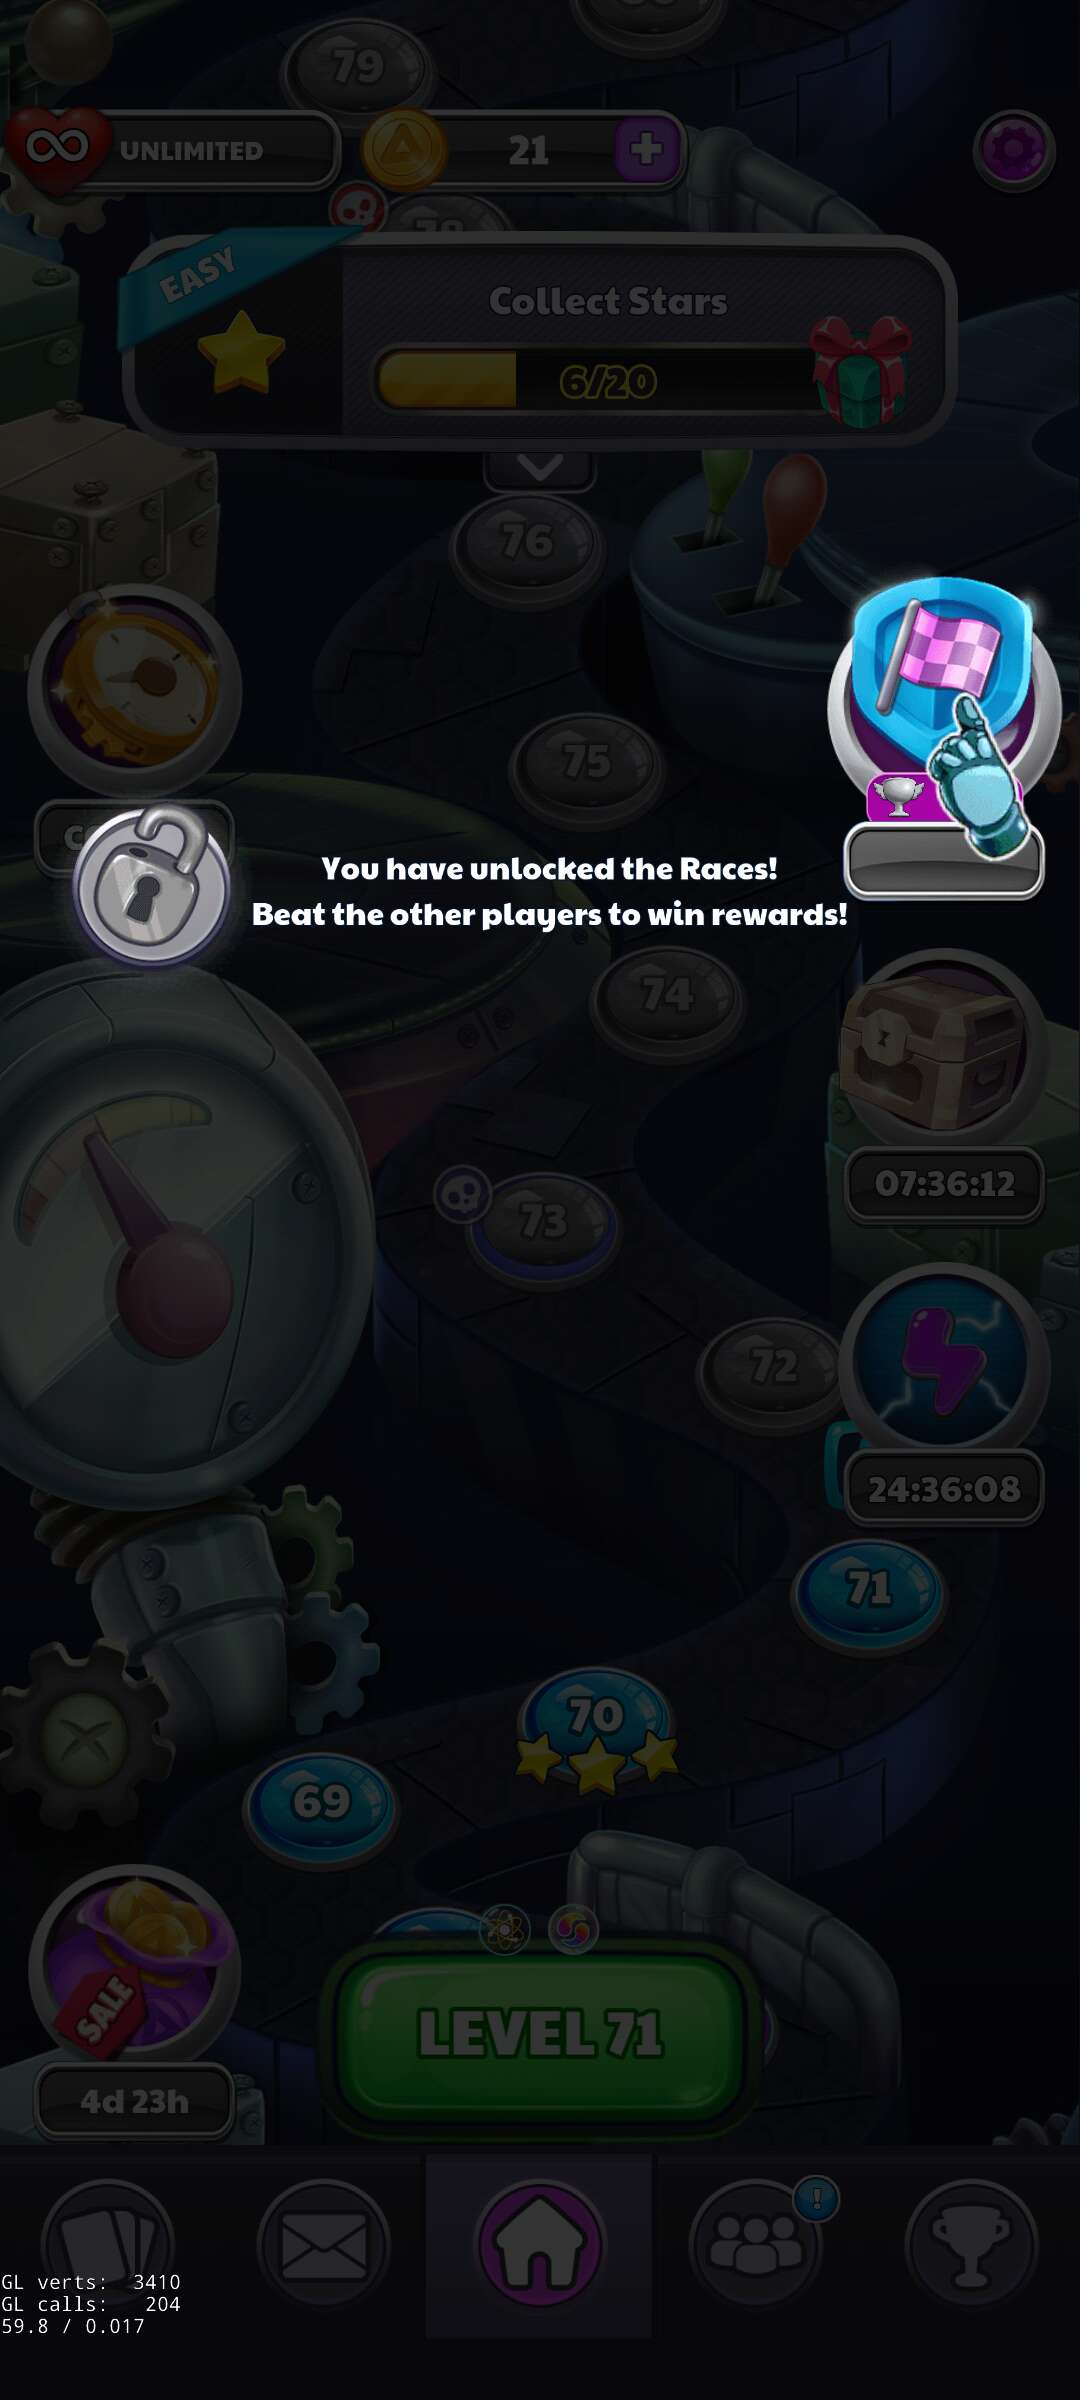 79
UNLIMITED
21
78
EASY
Collect Stars
6/20
76
75
You have unlocked the Races!
Beat the other players to win rewards!
74
07:36:12
73
72
24:36:08
71
70
69
SALE
LEVEL 71
4d 23h
!
GL verts: 3410
GL calls: 204
59.8 / 0.017